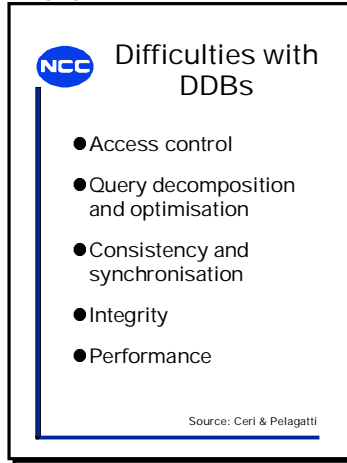 NCC
Difficulties with
DDBs
● Access control
● Query decomposition
and optimisation
● Consistency and
synchronisation
● Integrity
● Performance
Source: Ceri & Pelagatti